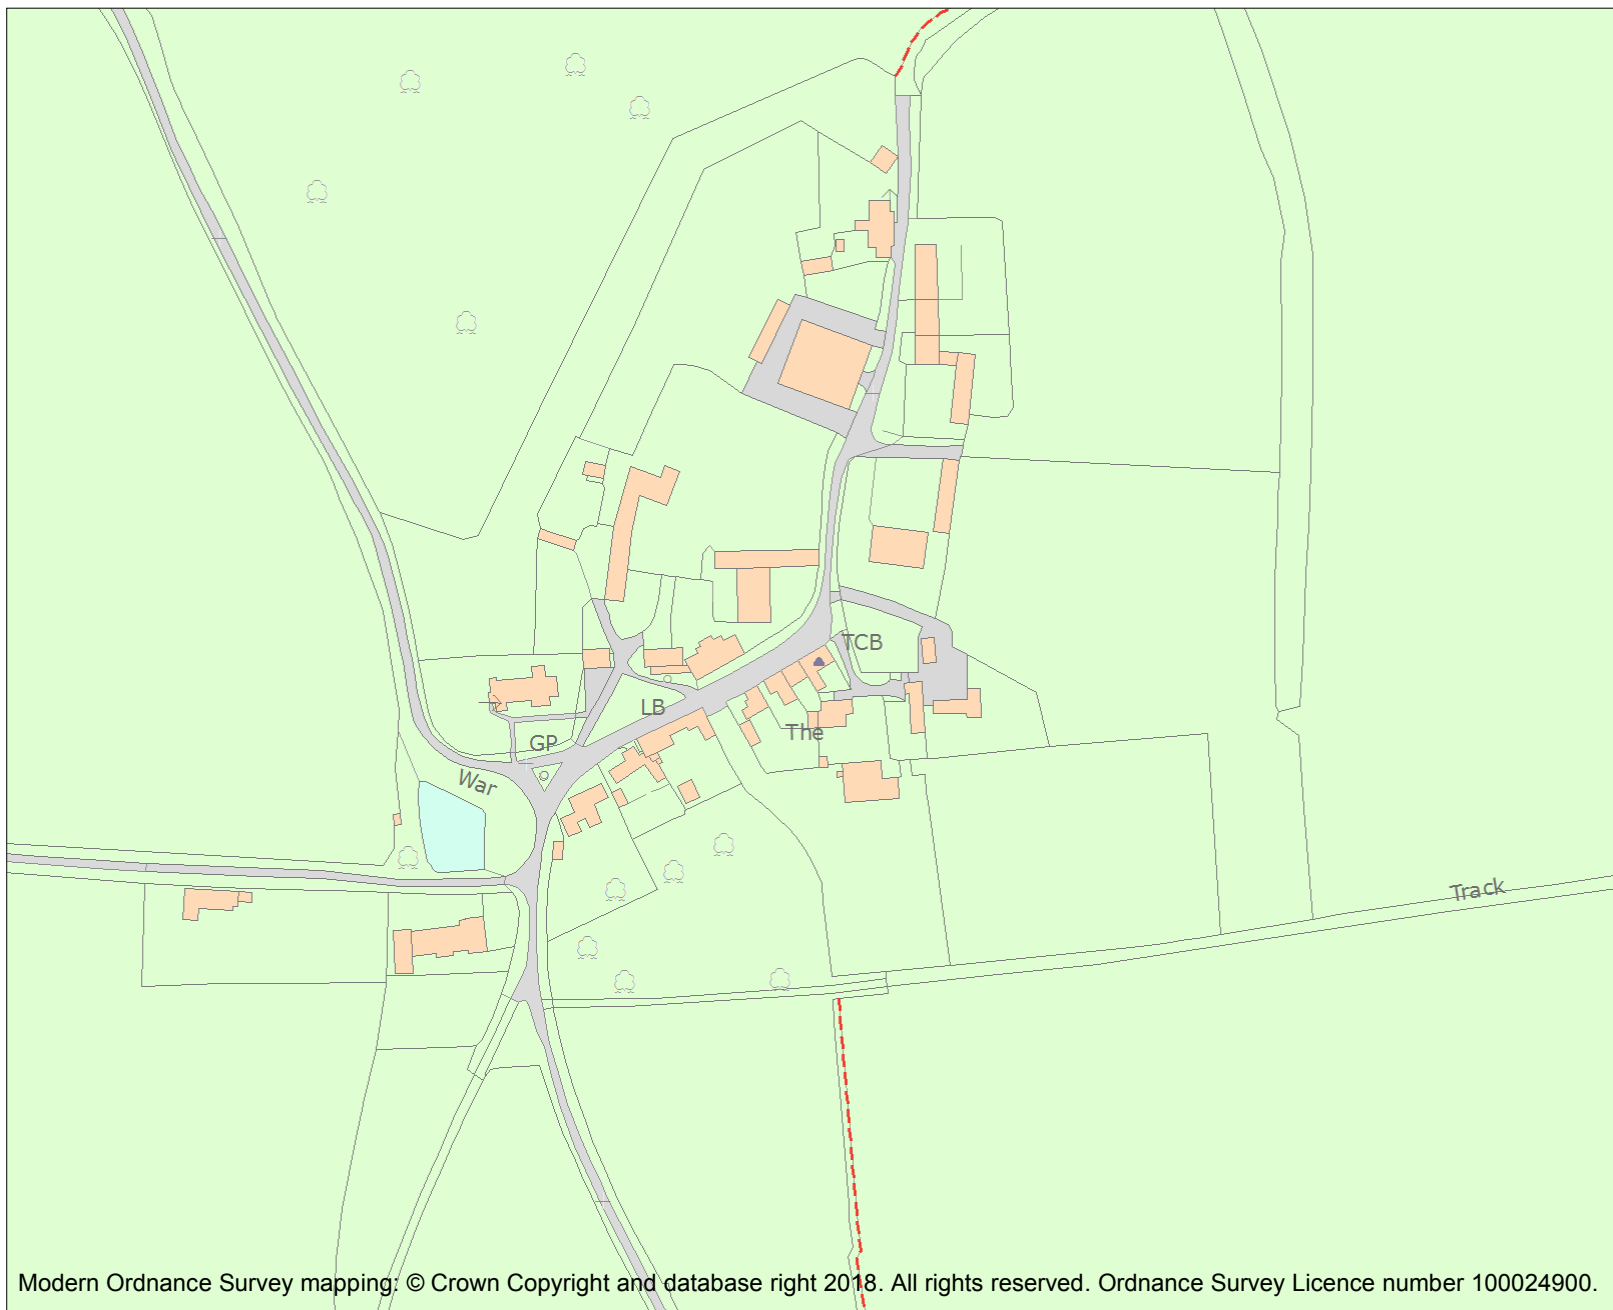 TCB
LB
The
GP
War
Track
Modern Ordnance Survey mapping: © Crown Copyright and database right 2018. All rights reserved. Ordnance Survey Licence number 100024900.